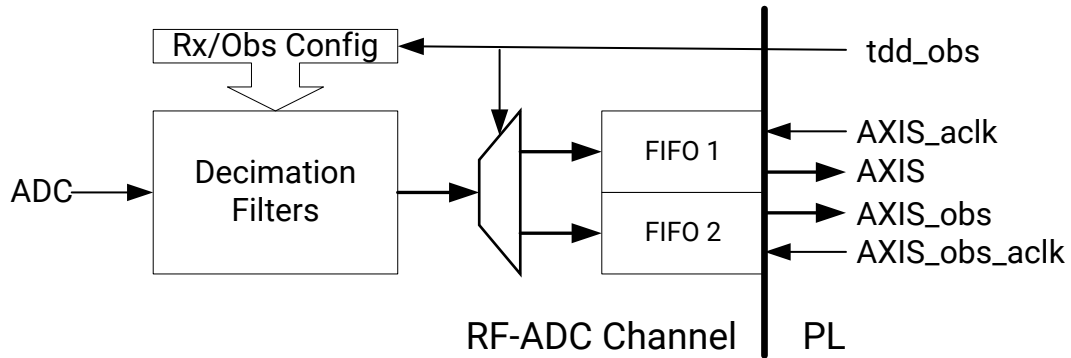 Rx/Obs Config
tdd_obs
ADC
Decimation
Filters
FIFO 1
FIFO 2
AXIS_aclk
AXIS
AXIS_obs
AXIS_obs_aclk
RF-ADC Channel
PL